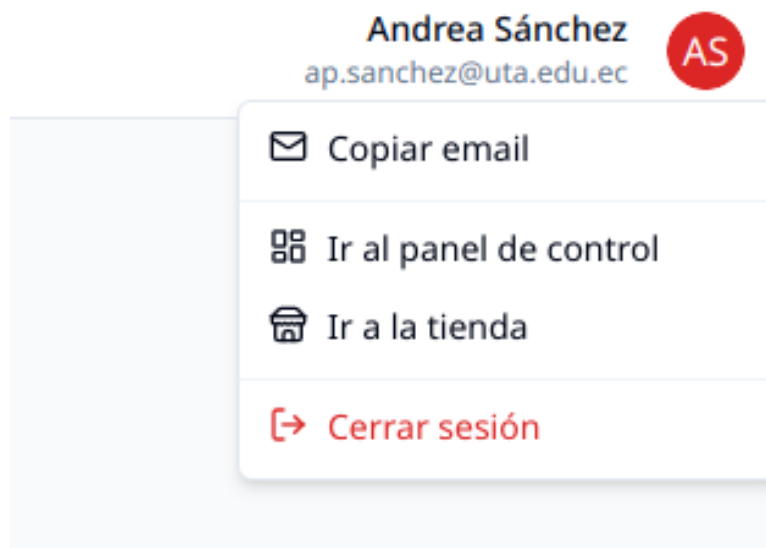 Andrea Sánchez
AS
ap.sanchez@uta.edu.ec
Copiar email
Ir al panel de control
Ir a la tienda
Cerrar sesión